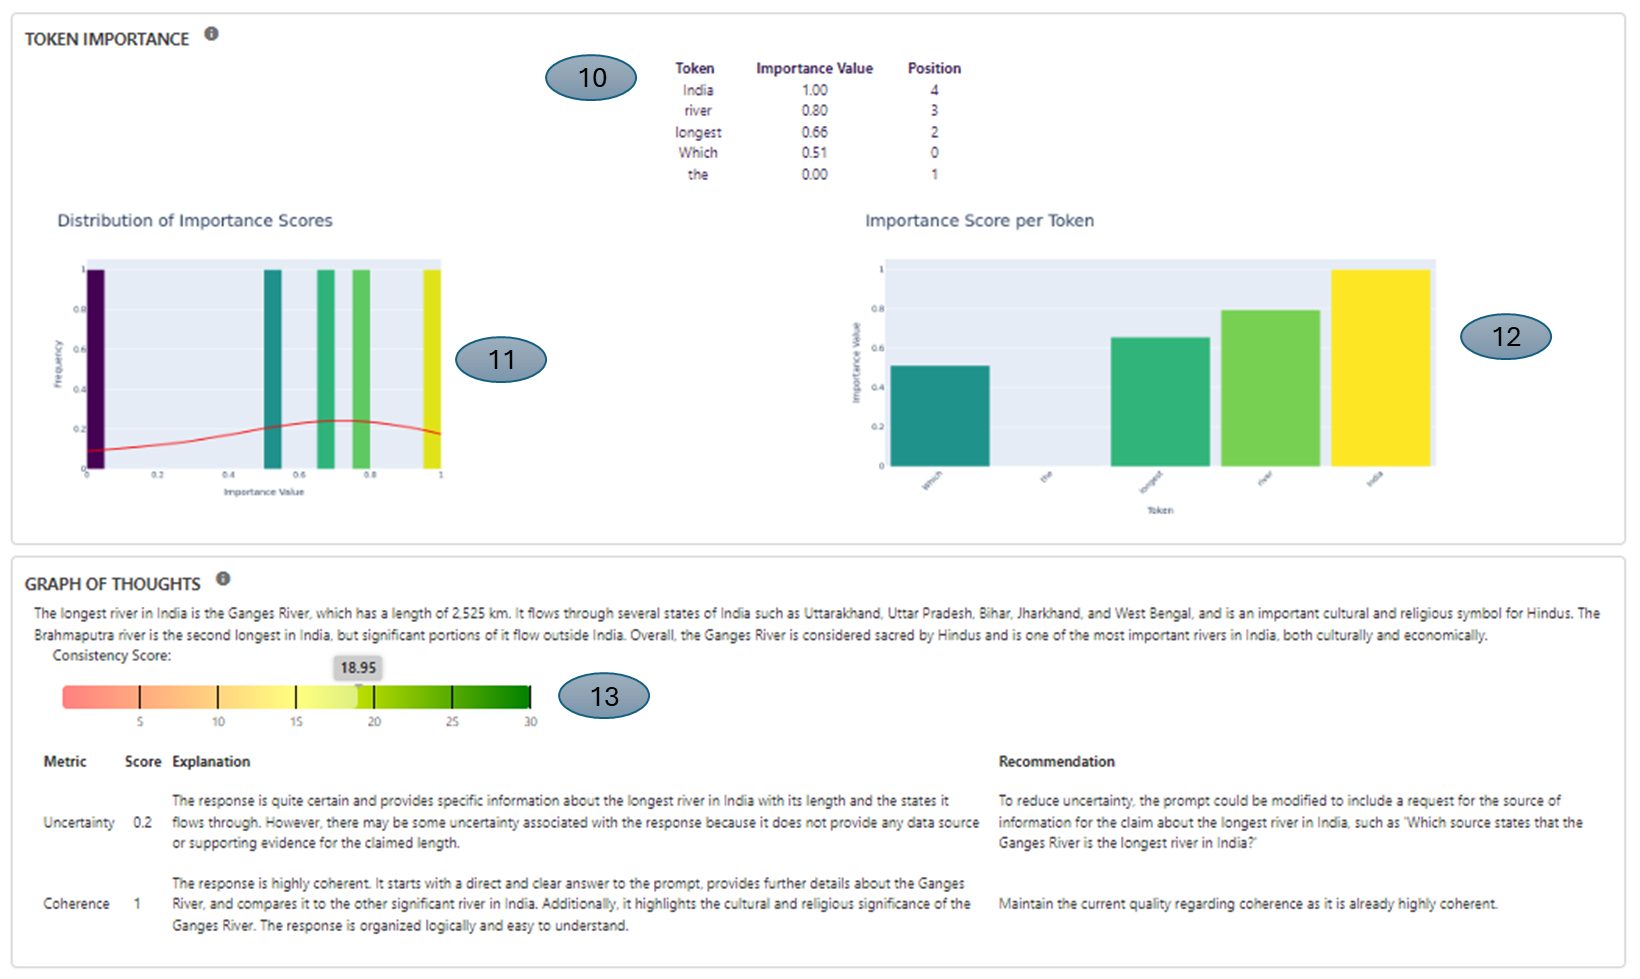 TOKEN IMPORTANCE
10
Token Importance Value Position
India 1.00 4
river 0.80 3
longest 0.66 2
Which 0.51 0
the 0.00 1
Distribution of Importance Scores
1
0.8
0.6
0.4
0.2
0
Frequency
0 0.2 0.4 0.6 0.8 1
Importance Value
11
Importance Score per Token
1
0.8
0.6
0.4
0.2
0
Importance Value
Which the longest river India
Token
12
GRAPH OF THOUGHTS
The longest river in India is the Ganges River, which has a length of 2,525 km. It flows through several states of India such as Uttarakhand, Uttar Pradesh, Bihar, Jharkhand, and West Bengal, and is an important cultural and religious symbol for Hindus. The
Brahmaputra river is the second longest in India, but significant portions of it flow outside India. Overall, the Ganges River is considered sacred by Hindus and is one of the most important rivers in India, both culturally and economically.
Consistency Score:
18.95
5 10 15 20 25 30
13
Metric Score Explanation Recommendation
Uncertainty 0.2
The response is quite certain and provides specific information about the longest river in India with its length and the states it
flows through. However, there may be some uncertainty associated with the response because it does not provide any data source
or supporting evidence for the claimed length.
To reduce uncertainty, the prompt could be modified to include a request for the source of
information for the claim about the longest river in India, such as 'Which source states that the
Ganges River is the longest river in India?'
Coherence 1
The response is highly coherent. It starts with a direct and clear answer to the prompt, provides further details about the Ganges
River, and compares it to the other significant river in India. Additionally, it highlights the cultural and religious significance of the
Ganges River. The response is organized logically and easy to understand.
Maintain the current quality regarding coherence as it is already highly coherent.